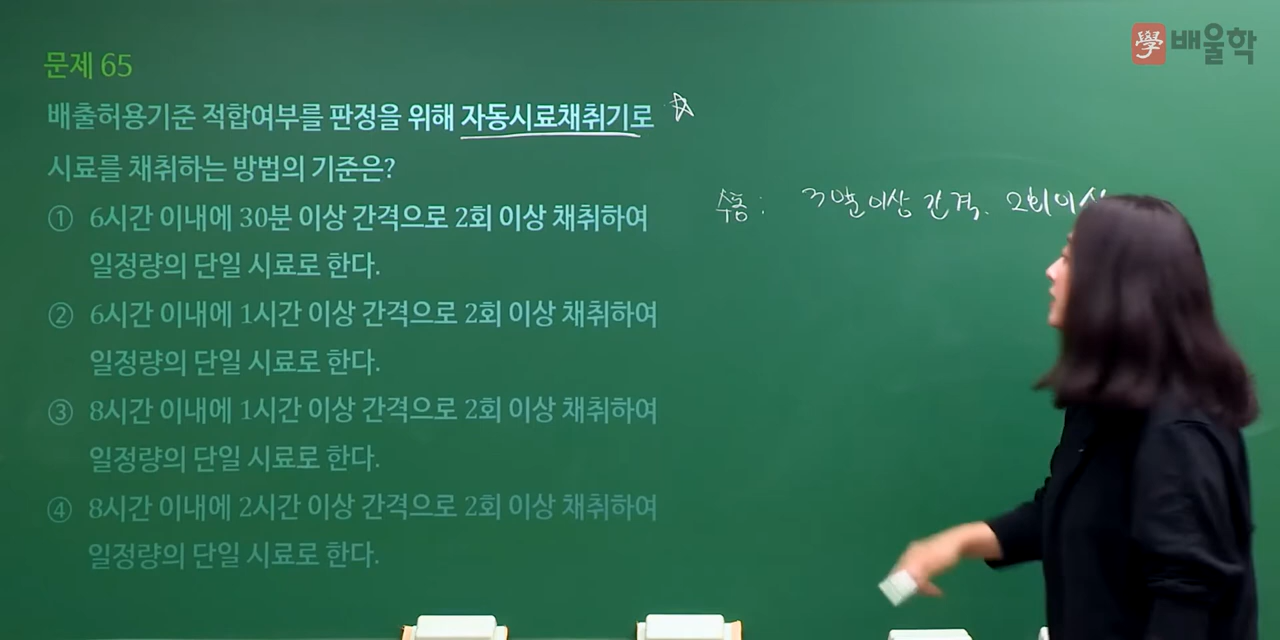 學 배울학
문제 65
배출허용기준 적합여부를 판정을 위해 자동시료채취기로
시료를 채취하는 방법의 기준은?
① 6시간 이내에 30분 이상 간격으로 2회 이상 채취하여
일정량의 단일 시료로 한다.
② 6시간 이내에 1시간 이상 간격으로 2회 이상 채취하여
일정량의 단일 시료로 한다.
③ 8시간 이내에 1시간 이상 간격으로 2회 이상 채취하여
일정량의 단일 시료로 한다.
④ 8시간 이내에 2시간 이상 간격으로 2회 이상 채취하여
일정량의 단일 시료로 한다.
수동 : 이상 간격. 2회 이상